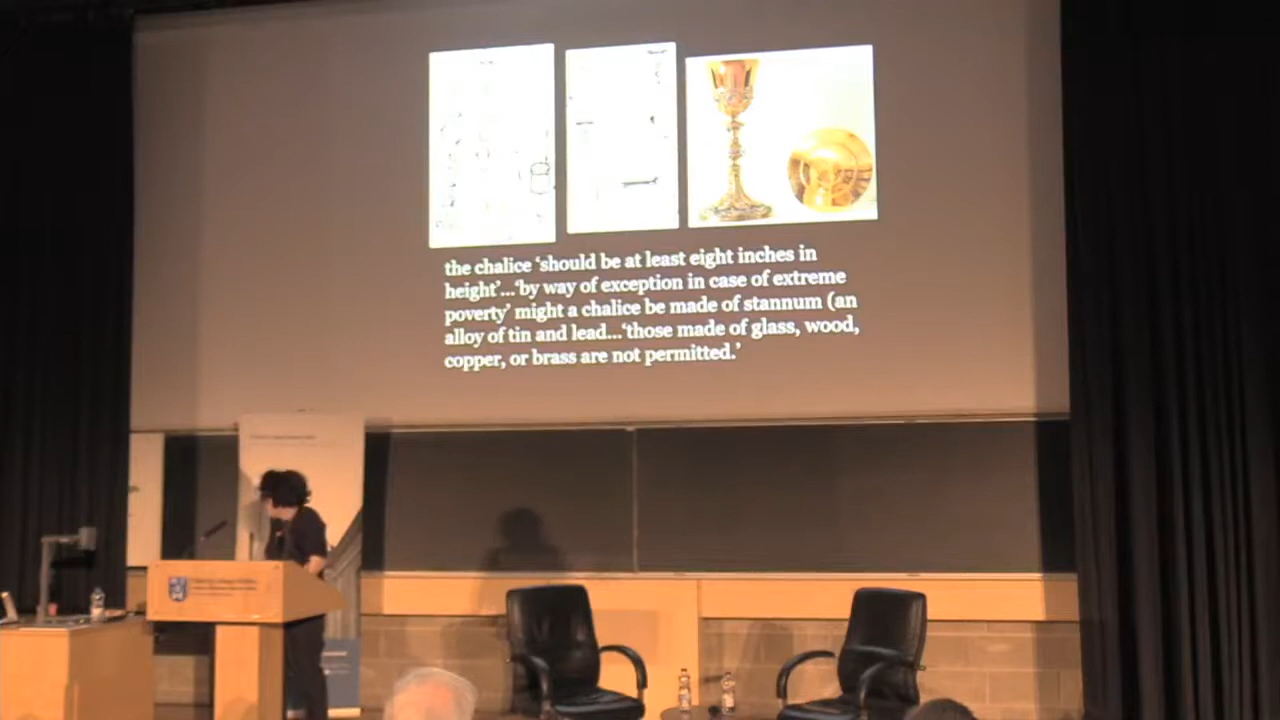 the chalice ‘should be at least eight inches in
height’...‘by way of exception in case of extreme
poverty’ might a chalice be made of stannum (an
alloy of tin and lead...‘those made of glass, wood,
copper, or brass are not permitted.’